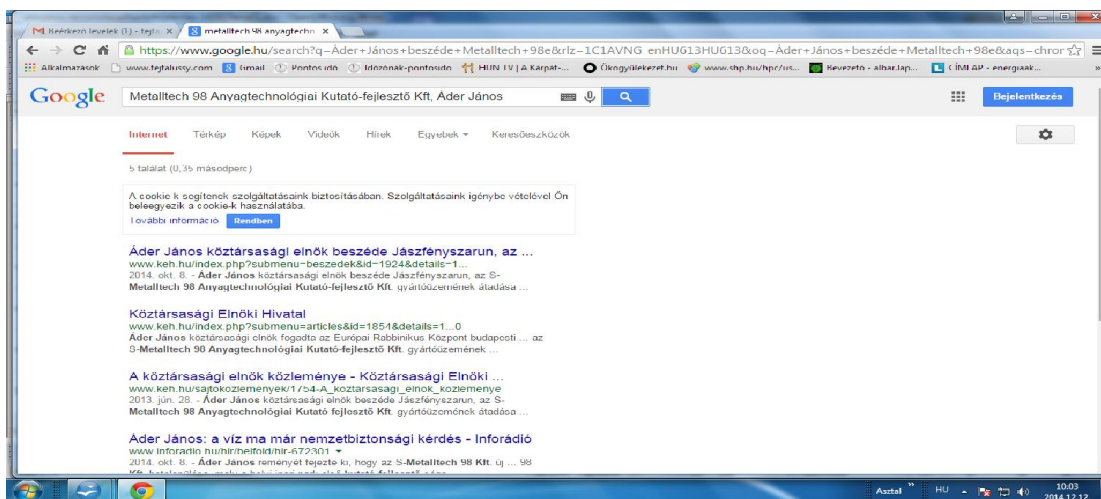 Beérkező levelek (1) - fejta
metalltech 98 anyagtechn
https://www.google.hu/search?q=Áder+János+beszéde+Metalltech+98e&rlz=1C1AVNG_enHU613HU613&oq=Áder+János+beszéde+Metalltech+98e&aqs=chror
Alkalmazások www.fejtalussy.com Gmail Pontos idő Időzónák-pontosidő HUN TV | A Kárpát-... Ökogyülekezet.hu www.shp.hu/hpc/us... Bevezető - albar.lap... CÍMLAP - energiaak... »
Google Metalltech 98 Anyagtechnológiai Kutató-fejlesztő Kft, Áder János Bejelentkezés
Internet Térkép Képek Videók Hírek Egyebek Keresőeszközök
5 találat (0,35 másodperc)
A cookie-k segítenek szolgáltatásaink biztosításában. Szolgáltatásaink igénybe vételével Ön
beleegyezik a cookie-k használatába.
További információ Rendben
Áder János köztársasági elnök beszéde Jászfényszarun, az ...
www.keh.hu/index.php?submenu=beszedek&id=1924&details=1...
2014. okt. 8. - Áder János köztársasági elnök beszéde Jászfényszarun, az S-
Metalltech 98 Anyagtechnológiai Kutató-fejlesztő Kft. gyártóüzemének átadása ...
Köztársasági Elnöki Hivatal
www.keh.hu/index.php?submenu=articles&id=1854&details=1...0
Áder János köztársasági elnök fogadta az Európai Rabbinikus Központ budapesti ... az
S-Metalltech 98 Anyagtechnológiai Kutató-fejlesztő Kft. gyártóüzemének ...
A köztársasági elnök közleménye - Köztársasági Elnöki ...
www.keh.hu/sajtokozlemenyek/1754-A_koztarsasagi_elnok_kozlemenye
2013. jún. 28. - Áder János köztársasági elnök beszéde Jászfényszarun, az S-
Metalltech 98 Anyagtechnológiai Kutató fejlesztő Kft. gyártóüzemének átadása ...
Áder János: a víz ma már nemzetbiztonsági kérdés - Inforádió
www.inforadio.hu/hir/belfold/hir-672301
2014. okt. 8. - Áder János reményét fejezte ki, hogy az S-Metalltech 98 Kft. új ... 98
Asztal » HU 10:03
2014.12.12.